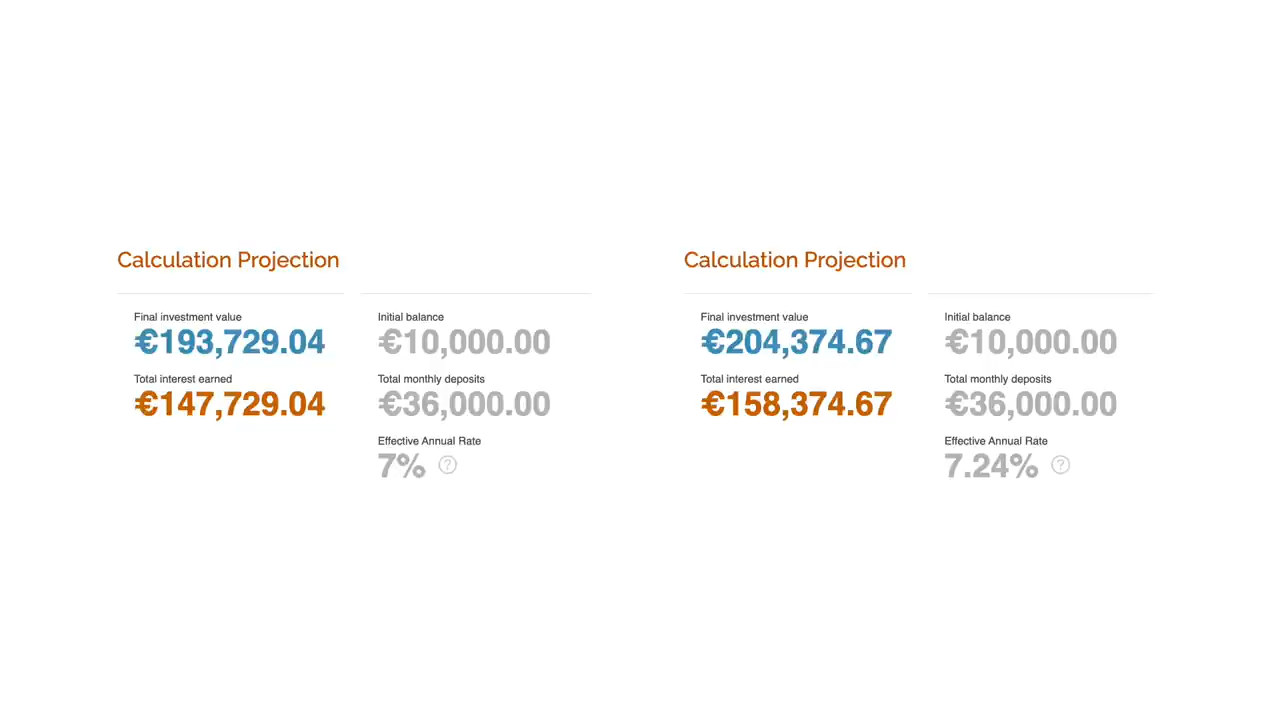 Calculation Projection
Final investment value
€193,729.04
Total interest earned
€147,729.04
Initial balance
€10,000.00
Total monthly deposits
€36,000.00
Effective Annual Rate
7% ?
Calculation Projection
Final investment value
€204,374.67
Total interest earned
€158,374.67
Initial balance
€10,000.00
Total monthly deposits
€36,000.00
Effective Annual Rate
7.24% ?